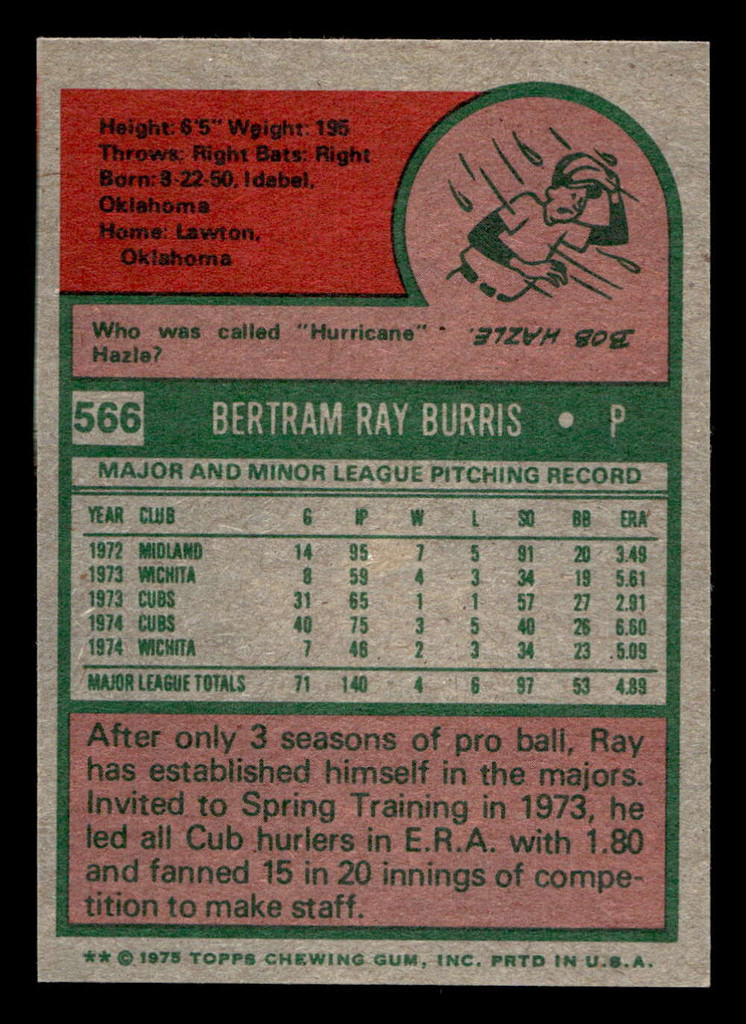 Height: 6'5" Weight: 195
Throws: Right Bats: Right
Born: 8-22-50, Idabel,
Oklahoma
Home: Lawton,
Oklahoma
Who was called "Hurricane"
Hazle?
BOB HAZLE.
566 BERTRAM RAY BURRIS • P
MAJOR AND MINOR LEAGUE PITCHING RECORD
YEAR CLUB G IP W L SO BB ERA
1972 MIDLAND 14 95 7 5 91 20 3.49
1973 WICHITA 8 59 4 3 34 19 5.61
1973 CUBS 31 65 1 1 57 27 2.91
1974 CUBS 40 75 3 5 40 26 6.60
1974 WICHITA 7 46 2 3 34 23 5.09
MAJOR LEAGUE TOTALS 71 140 4 6 97 53 4.89
After only 3 seasons of pro ball, Ray
has established himself in the majors.
Invited to Spring Training in 1973, he
led all Cub hurlers in E.R.A. with 1.80
and fanned 15 in 20 innings of compe-
tition to make staff.
** © 1975 TOPPS CHEWING GUM, INC. PRTD IN U.S.A.